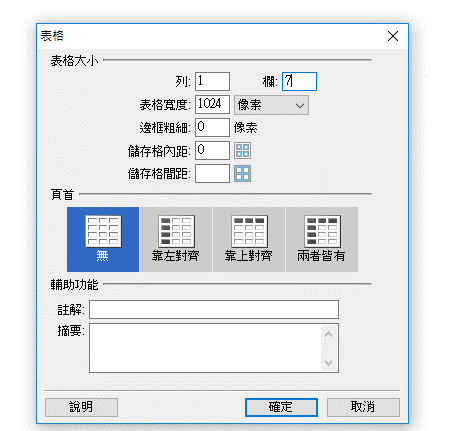 表格
表格大小
列: 1 欄: 7
表格寬度: 1024 像素
邊框粗細: 0 像素
儲存格內距: 0
儲存格間距:
頁首
無 靠左對齊 靠上對齊 兩者皆有
輔助功能
註解:
摘要:
說明 確定 取消